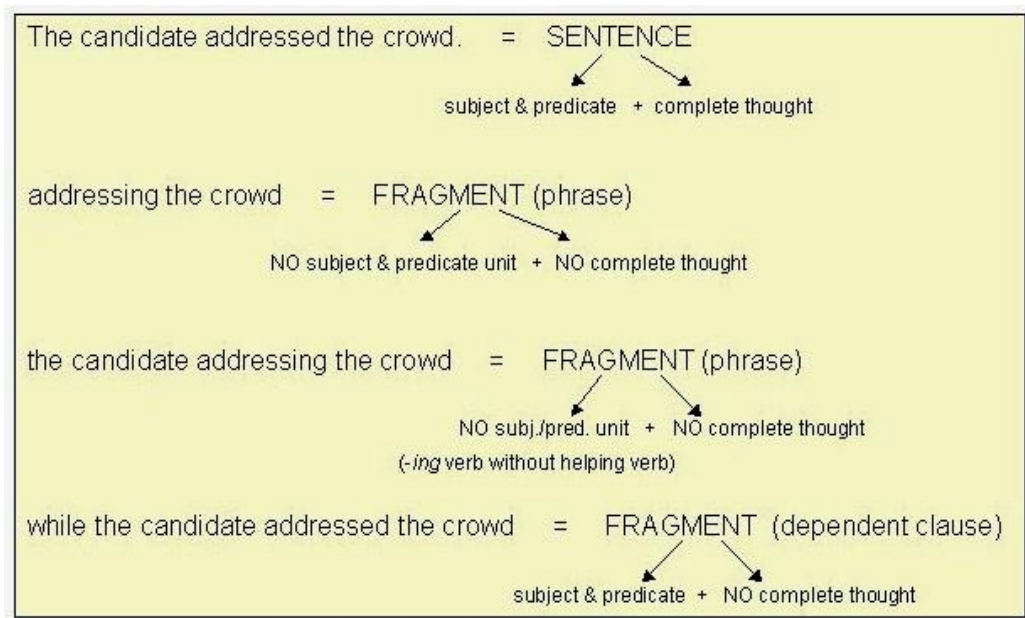 The candidate addressed the crowd. = SENTENCE
subject & predicate + complete thought
addressing the crowd = FRAGMENT (phrase)
NO subject & predicate unit + NO complete thought
the candidate addressing the crowd = FRAGMENT (phrase)
NO subj./pred. unit + NO complete thought
(-ing verb without helping verb)
while the candidate addressed the crowd = FRAGMENT (dependent clause)
subject & predicate + NO complete thought